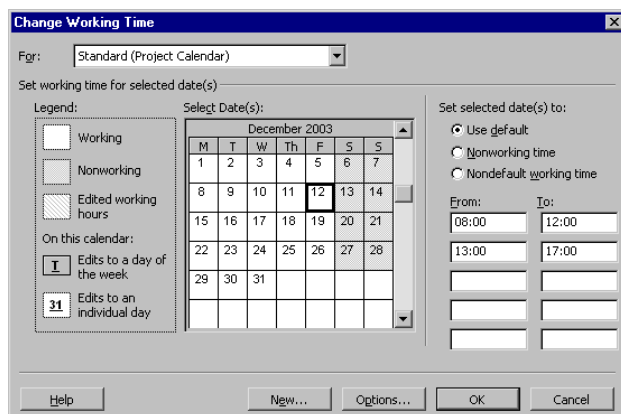 Change Working Time
For: Standard (Project Calendar)
Set working time for selected date(s)
Legend:
Working
Nonworking
Edited working
hours
On this calendar:
T Edits to a day of
the week
31 Edits to an
individual day
Select Date(s):
December 2003
M T W Th F S S
1 2 3 4 5 6 7
8 9 10 11 12 13 14
15 16 17 18 19 20 21
22 23 24 25 26 27 28
29 30 31
Set selected date(s) to:
Use default
Nonworking time
Nondefault working time
From: To:
08:00 12:00
13:00 17:00
Help New... Options... OK Cancel